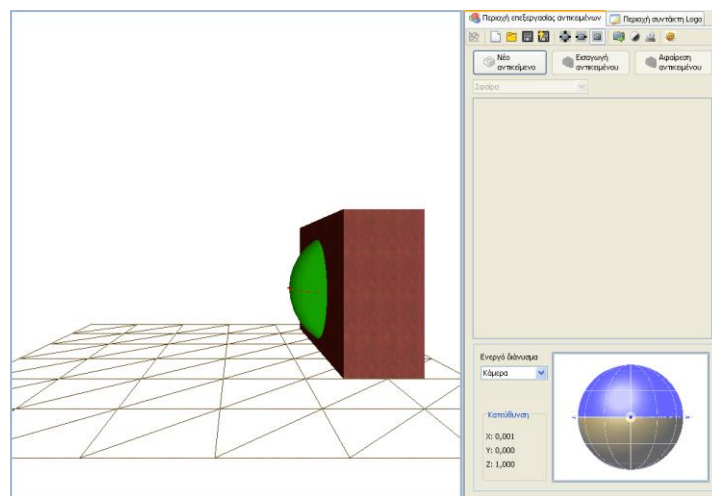 Περιοχή επεξεργασίας αντικειμένων
Περιοχή συντάκτη Logo
Νέο αντικείμενο
Εισαγωγή αντικειμένου
Αφαίρεση αντικειμένου
Σφαίρα
Ενεργό διάνυσμα
Κάμερα
Κατεύθυνση
X: 0,001
Y: 0,000
Z: 1,000